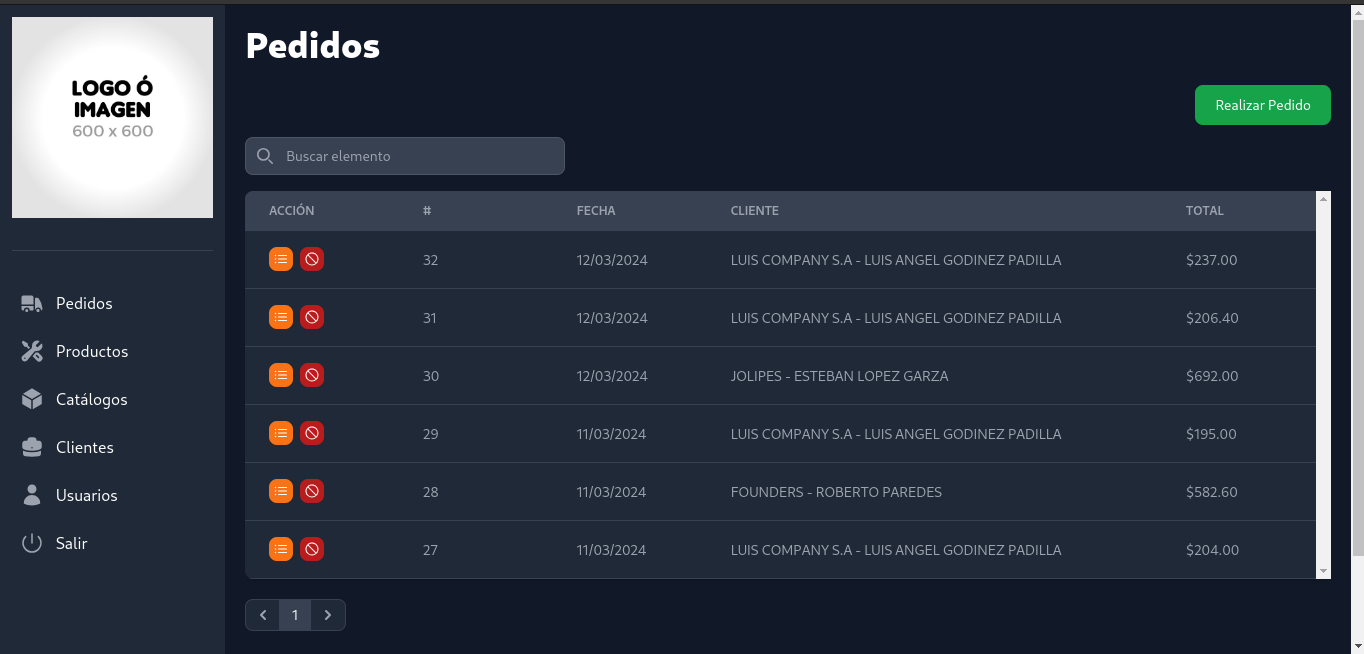 LOGO Ó
IMAGEN
600 x 600
Pedidos
Productos
Catálogos
Clientes
Usuarios
Salir
Pedidos
Realizar Pedido
Buscar elemento
ACCIÓN # FECHA CLIENTE TOTAL
32 12/03/2024 LUIS COMPANY S.A - LUIS ANGEL GODINEZ PADILLA $237.00
31 12/03/2024 LUIS COMPANY S.A - LUIS ANGEL GODINEZ PADILLA $206.40
30 12/03/2024 JOLIPES - ESTEBAN LOPEZ GARZA $692.00
29 11/03/2024 LUIS COMPANY S.A - LUIS ANGEL GODINEZ PADILLA $195.00
28 11/03/2024 FOUNDERS - ROBERTO PAREDES $582.60
27 11/03/2024 LUIS COMPANY S.A - LUIS ANGEL GODINEZ PADILLA $204.00
1